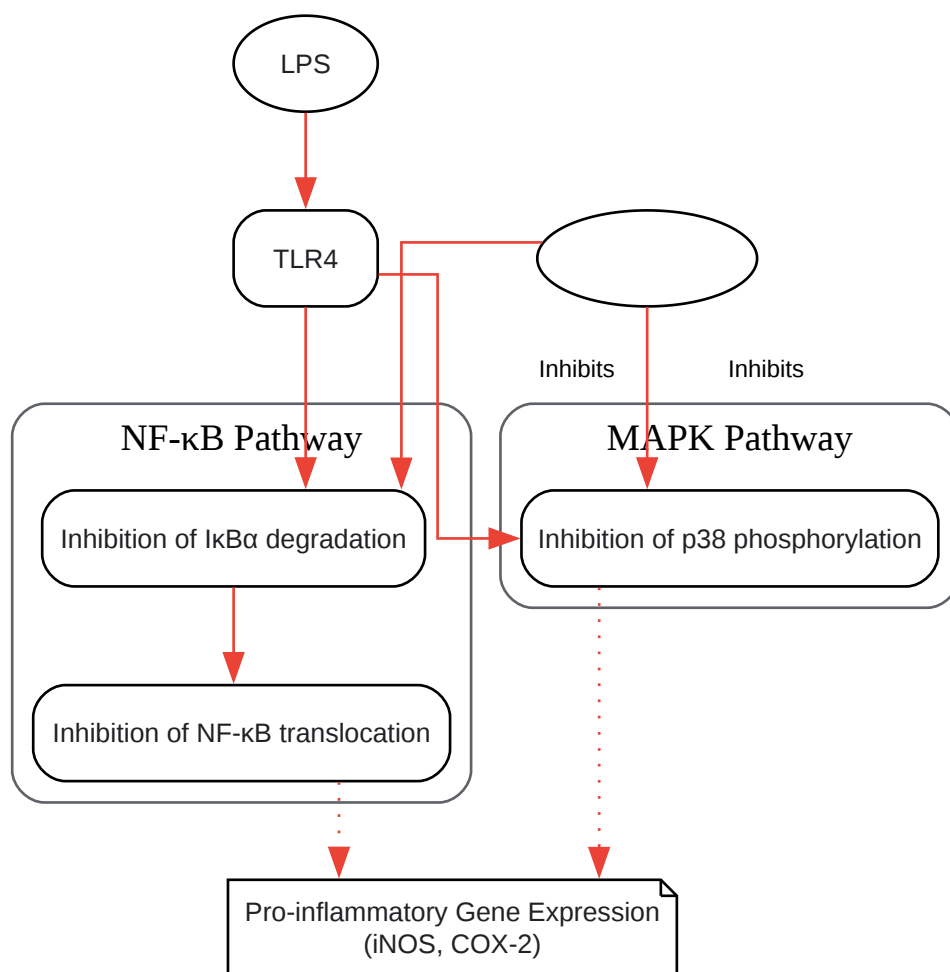 LPS
TLR4
Inhibits
Inhibits
NF-κB Pathway
MAPK Pathway
Inhibition of IκBα degradation
Inhibition of p38 phosphorylation
Inhibition of NF-κB translocation
Pro-inflammatory Gene Expression
(iNOS, COX-2)